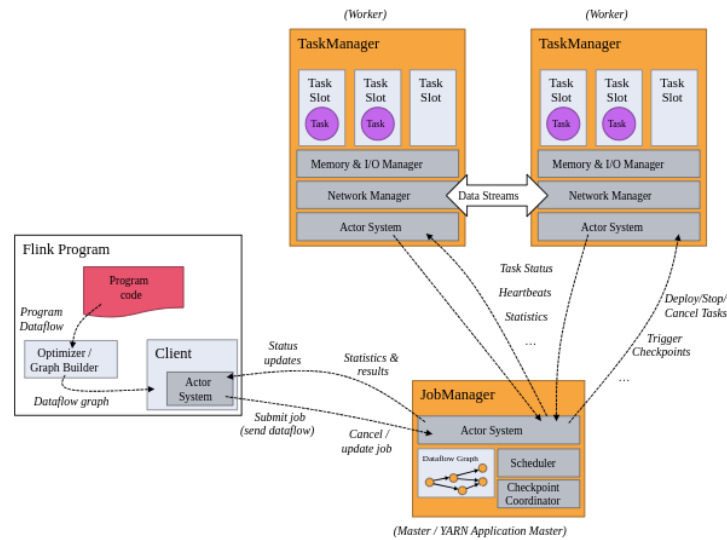 (Worker)
(Worker)
TaskManager
TaskManager
Task
Slot
Task
Slot
Task
Slot
Task
Slot
Task
Slot
Task
Slot
Task
Task
Task
Task
Memory & I/O Manager
Memory & I/O Manager
Network Manager
Data Streams
Network Manager
Actor System
Actor System
Flink Program
Program
code
Program
Dataflow
Optimizer /
Graph Builder
Dataflow graph
Client
Actor
System
Status
updates
Statistics &
results
Submit job
(send dataflow)
Cancel /
update job
Task Status
Heartbeats
Statistics
...
Deploy/Stop/
Cancel Tasks
Trigger
Checkpoints
...
JobManager
Actor System
Dataflow Graph
Scheduler
Checkpoint
Coordinator
(Master / YARN Application Master)